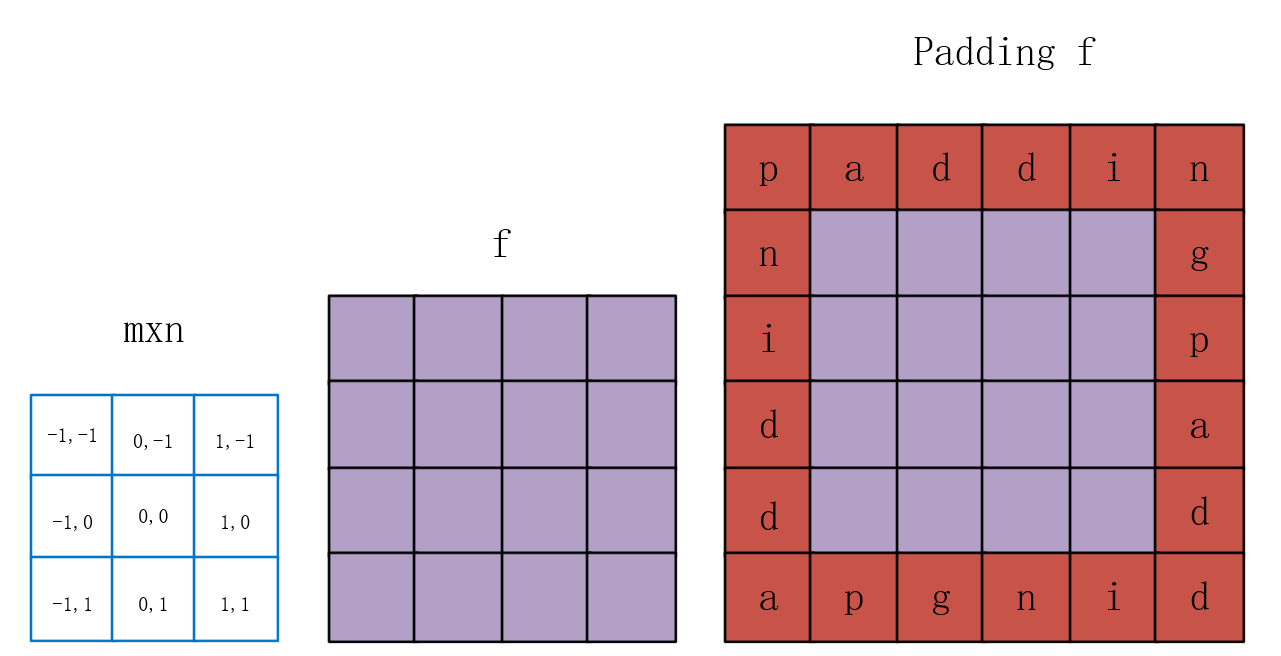 Padding f
p a d d i n
n g
f
i p
mxn
d a
-1,-1 0,-1 1,-1
d d
-1,0 0,0 1,0
a p g n i d
-1,1 0,1 1,1